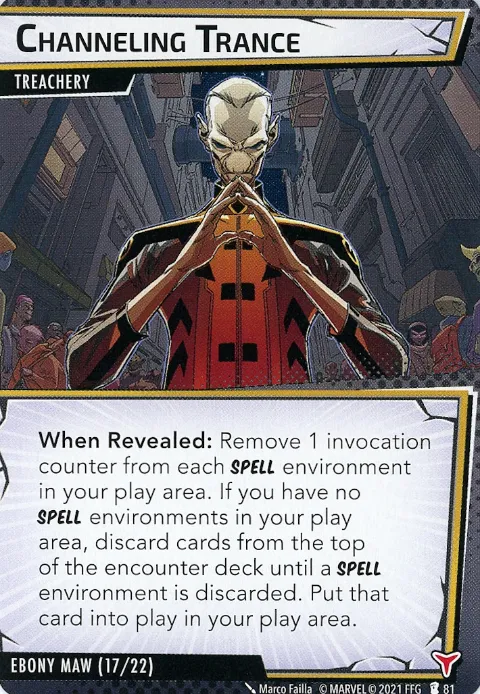 CHANNELING TRANCE
TREACHERY
When Revealed: Remove 1 invocation
counter from each SPELL environment
in your play area. If you have no
SPELL environments in your play
area, discard cards from the top
of the encounter deck until a SPELL
environment is discarded. Put that
card into play in your play area.
EBONY MAW (17/22)
Marco Failla © MARVEL © 2021 FFG 81